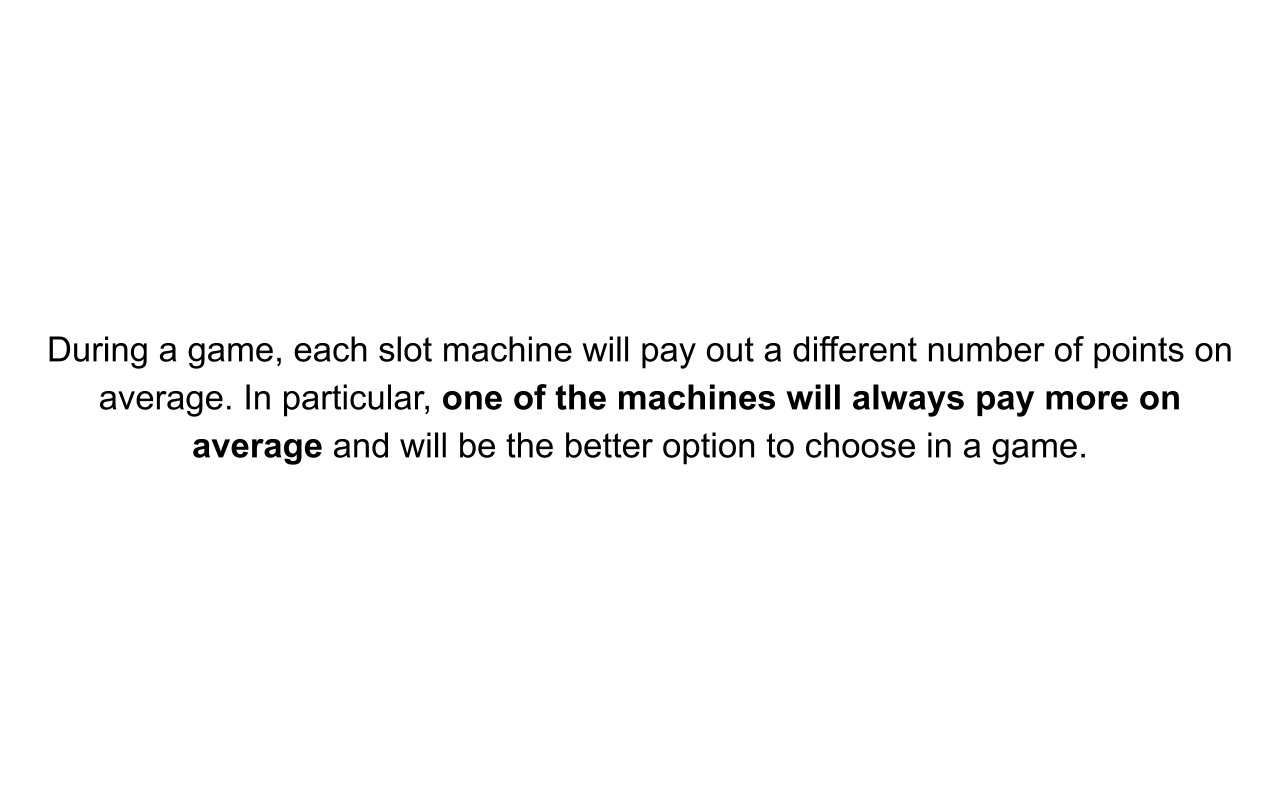 During a game, each slot machine will pay out a different number of points on
average. In particular, one of the machines will always pay more on
average and will be the better option to choose in a game.